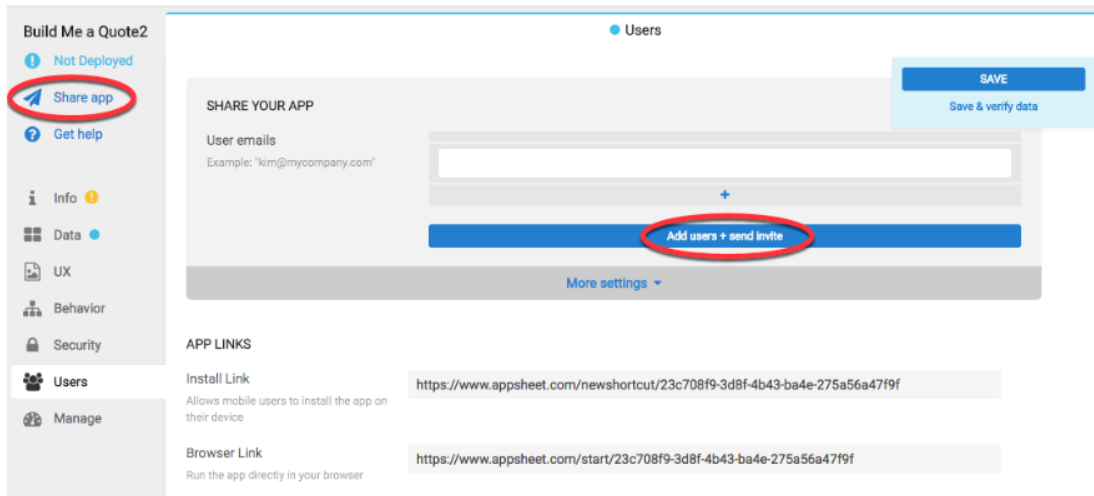 Build Me a Quote2
Not Deployed
Share app
Get help
Info
Data
UX
Behavior
Security
Users
Manage
Users
SAVE
Save & verify data
SHARE YOUR APP
User emails
Example: "kim@mycompany.com"
+
Add users + send invite
More settings
APP LINKS
Install Link
Allows mobile users to install the app on
their device
https://www.appsheet.com/newshortcut/23c708f9-3d8f-4b43-ba4e-275a56a47f9f
Browser Link
Run the app directly in your browser
https://www.appsheet.com/start/23c708f9-3d8f-4b43-ba4e-275a56a47f9f